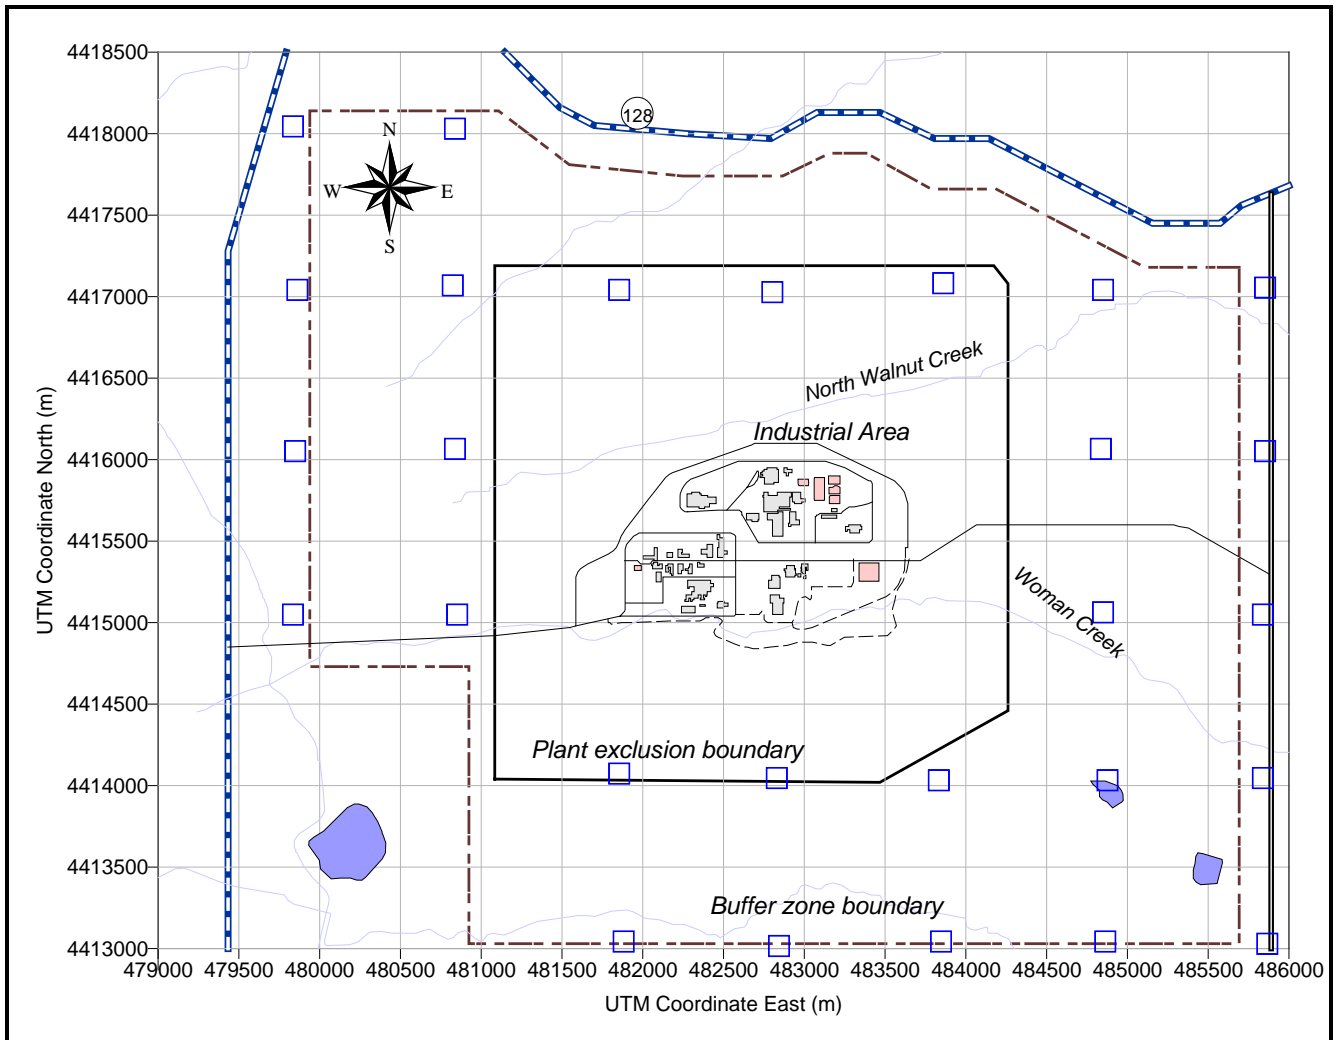 4418500
4418000
4417500
4417000
4416500
4416000
4415500
4415000
4414500
4414000
4413500
4413000
UTM Coordinate North (m)
128
N
W
E
S
North Walnut Creek
Industrial Area
Woman Creek
Plant exclusion boundary
Buffer zone boundary
479000 479500 480000 480500 481000 481500 482000 482500 483000 483500 484000 484500 485000 485500 486000
UTM Coordinate East (m)